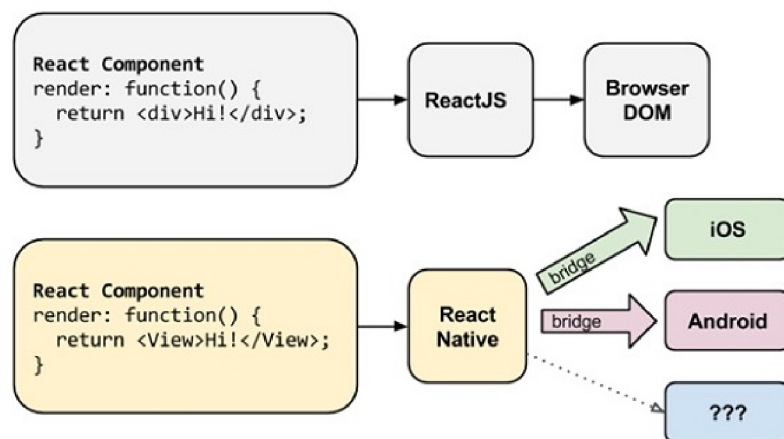 React Component
render: function() {
  return <div>Hi!</div>;
}
ReactJS
Browser
DOM
React Component
render: function() {
  return <View>Hi!</View>;
}
React
Native
bridge
iOS
bridge
Android
???